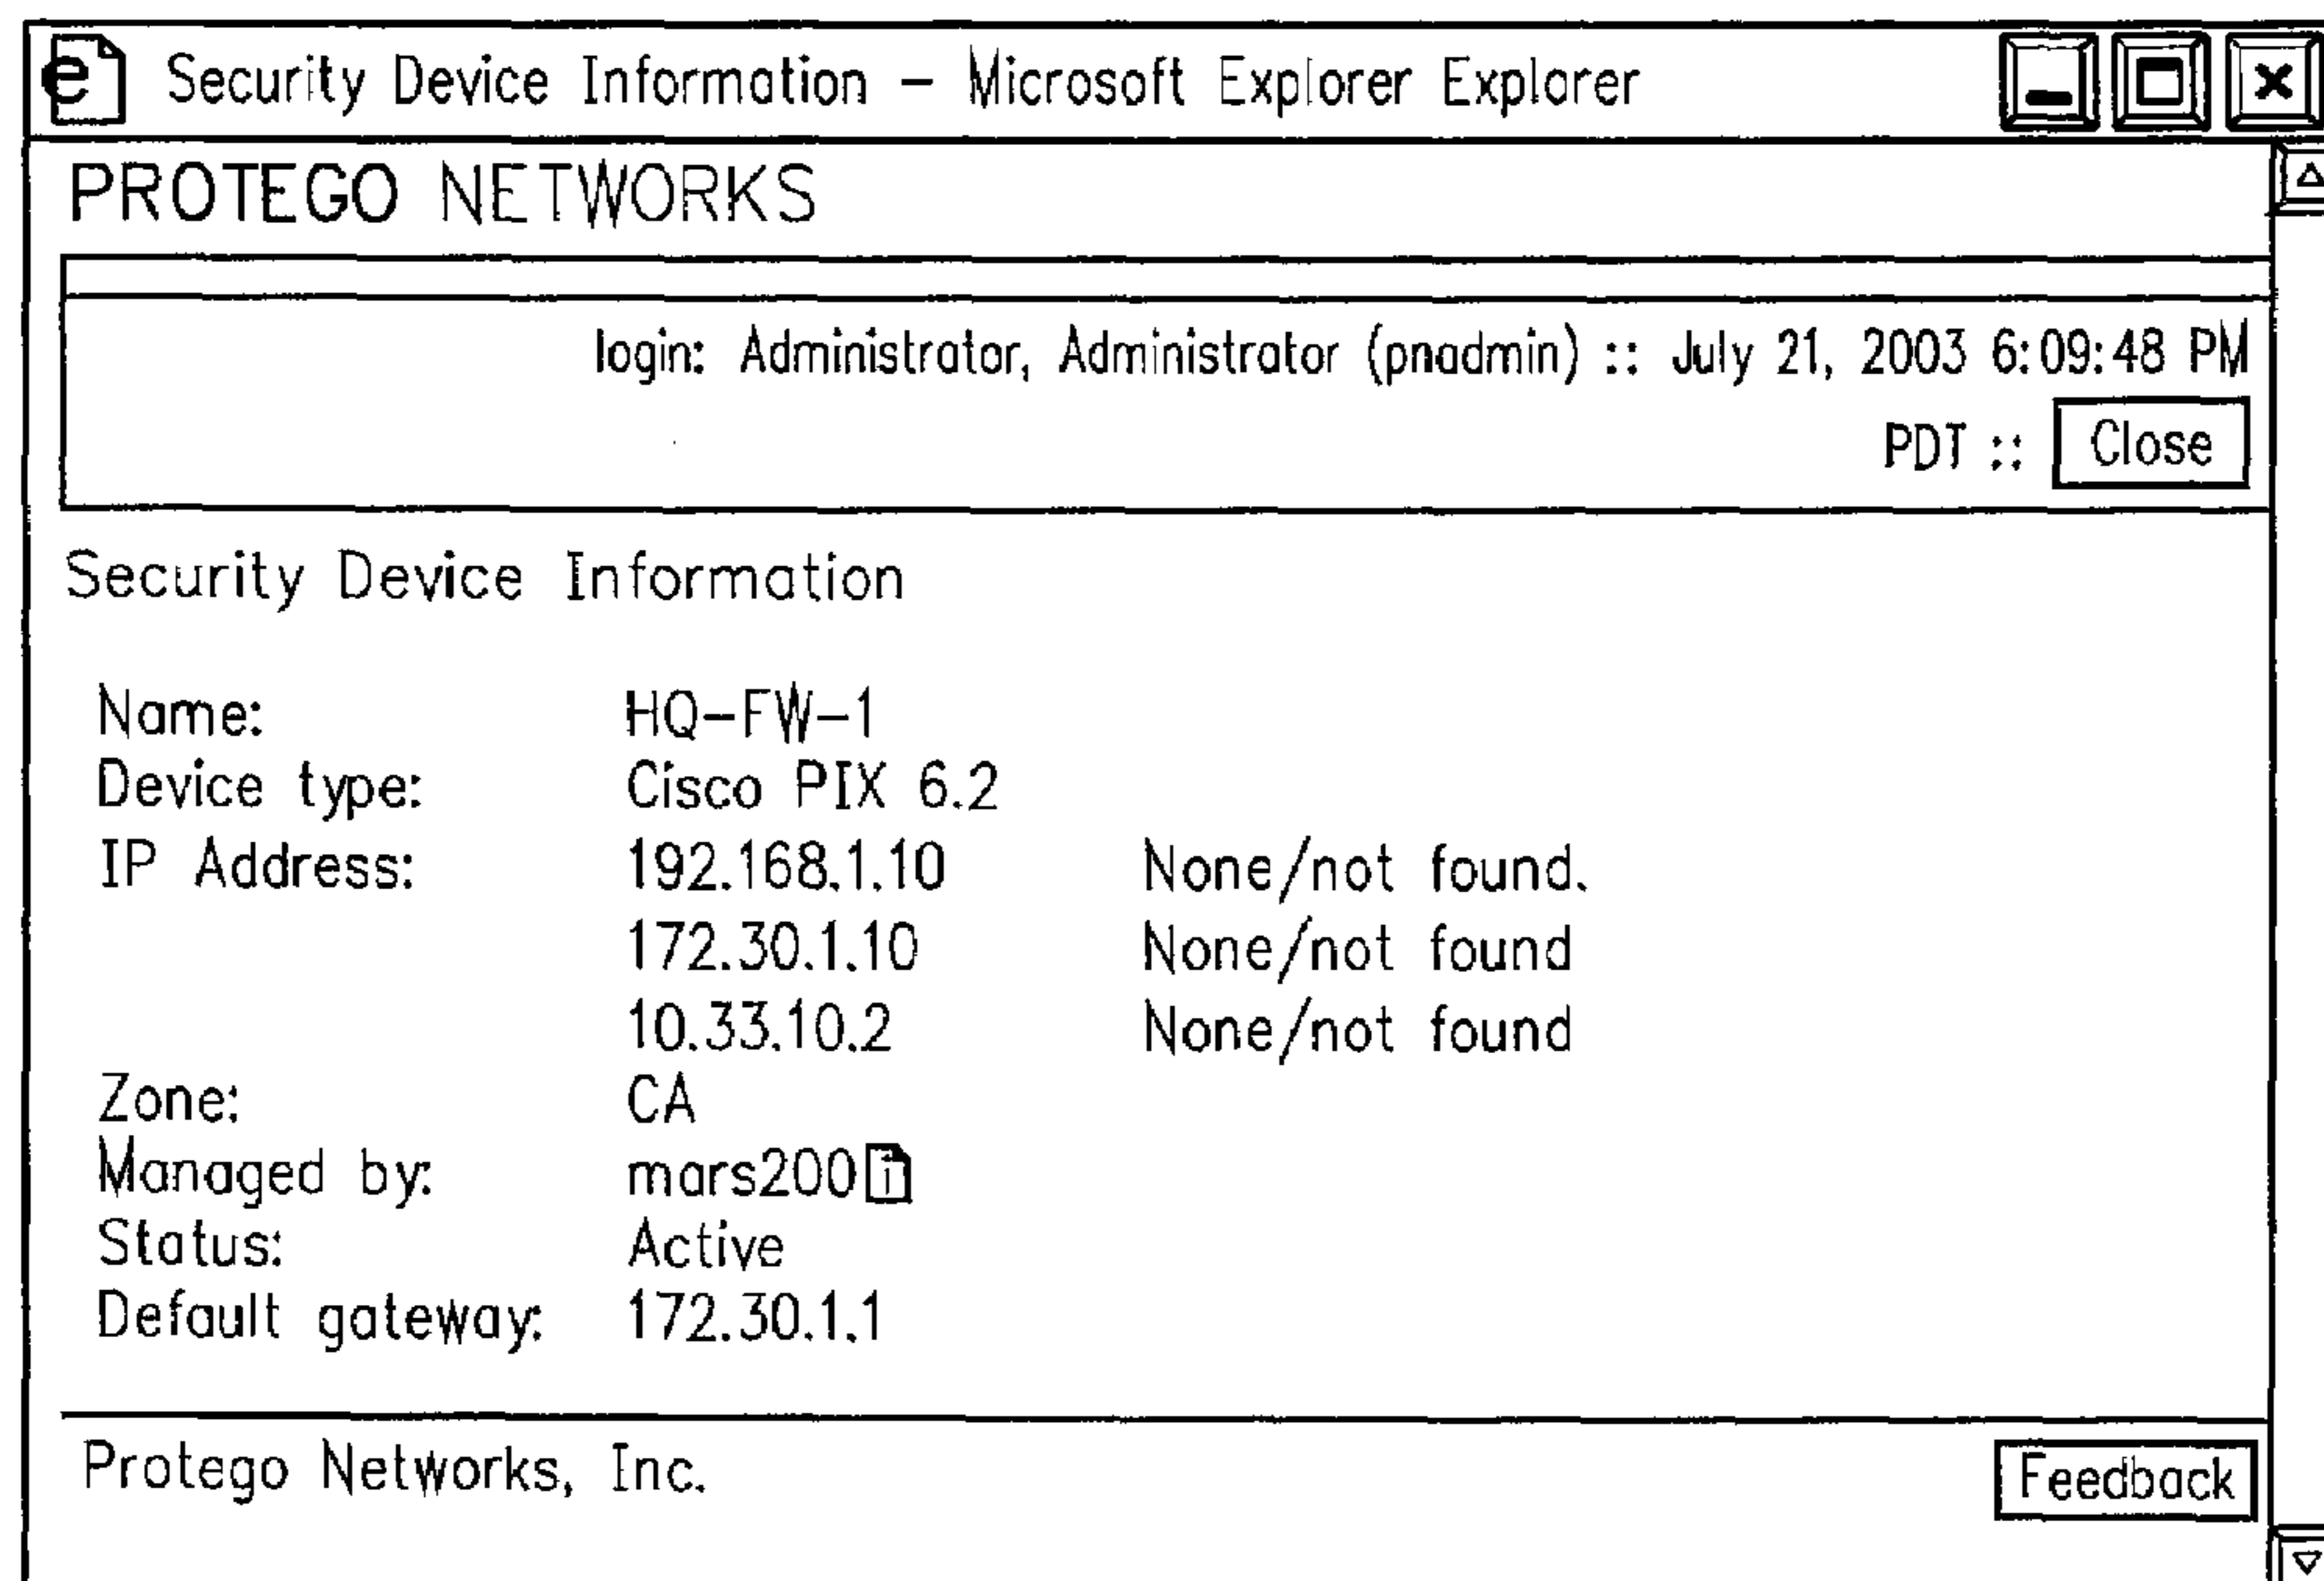 Security Device Information – Microsoft Explorer Explorer
PROTEGO NETWORKS
login: Administrator, Administrator (pnadmin) :: July 21, 2003 6:09:48 PM
PDT :: Close
Security Device Information
Name: HQ–FW–1
Device type: Cisco PIX 6.2
IP Address: 192.168.1.10 None/not found.
172.30.1.10 None/not found
10.33.10.2 None/not found
Zone: CA
Managed by: mars200
Status: Active
Default gateway: 172.30.1.1
Protego Networks, Inc. Feedback